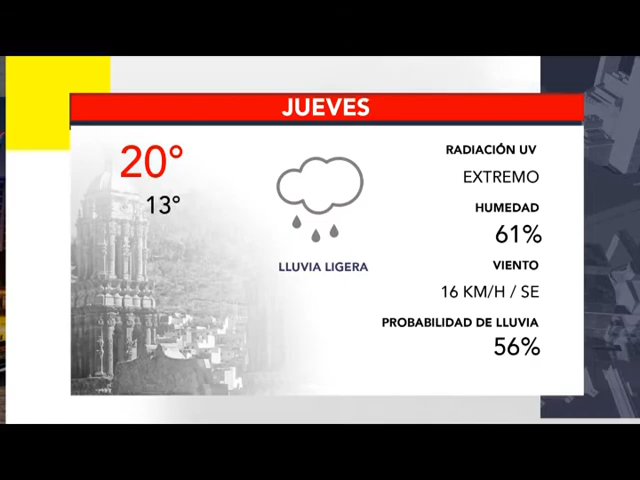 JUEVES
20°
13°
LLUVIA LIGERA
RADIACIÓN UV
EXTREMO
HUMEDAD
61%
VIENTO
16 KM/H / SE
PROBABILIDAD DE LLUVIA
56%